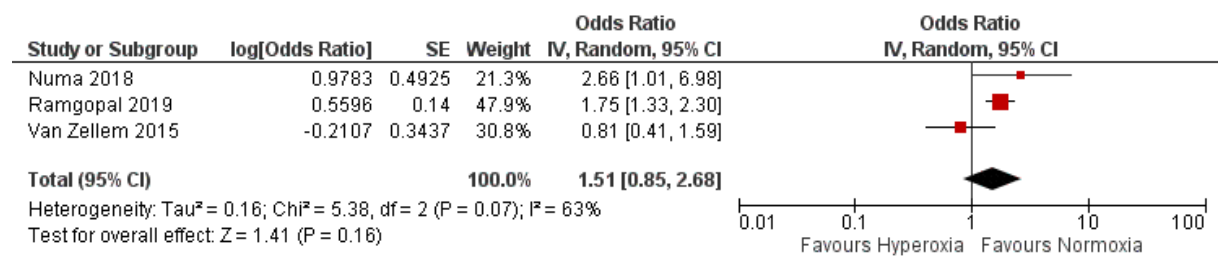 Odds Ratio Odds Ratio
Study or Subgroup log[Odds Ratio] SE Weight IV, Random, 95% CI IV, Random, 95% CI
Numa 2018 0.9783 0.4925 21.3% 2.66 [1.01, 6.98]
Ramgopal 2019 0.5596 0.14 47.9% 1.75 [1.33, 2.30]
Van Zellem 2015 -0.2107 0.3437 30.8% 0.81 [0.41, 1.59]
Total (95% CI) 100.0% 1.51 [0.85, 2.68]
Heterogeneity: Tau² = 0.16; Chi² = 5.38, df = 2 (P = 0.07); I² = 63%
Test for overall effect: Z = 1.41 (P = 0.16)
0.01 0.1 1 10 100
Favours Hyperoxia Favours Normoxia